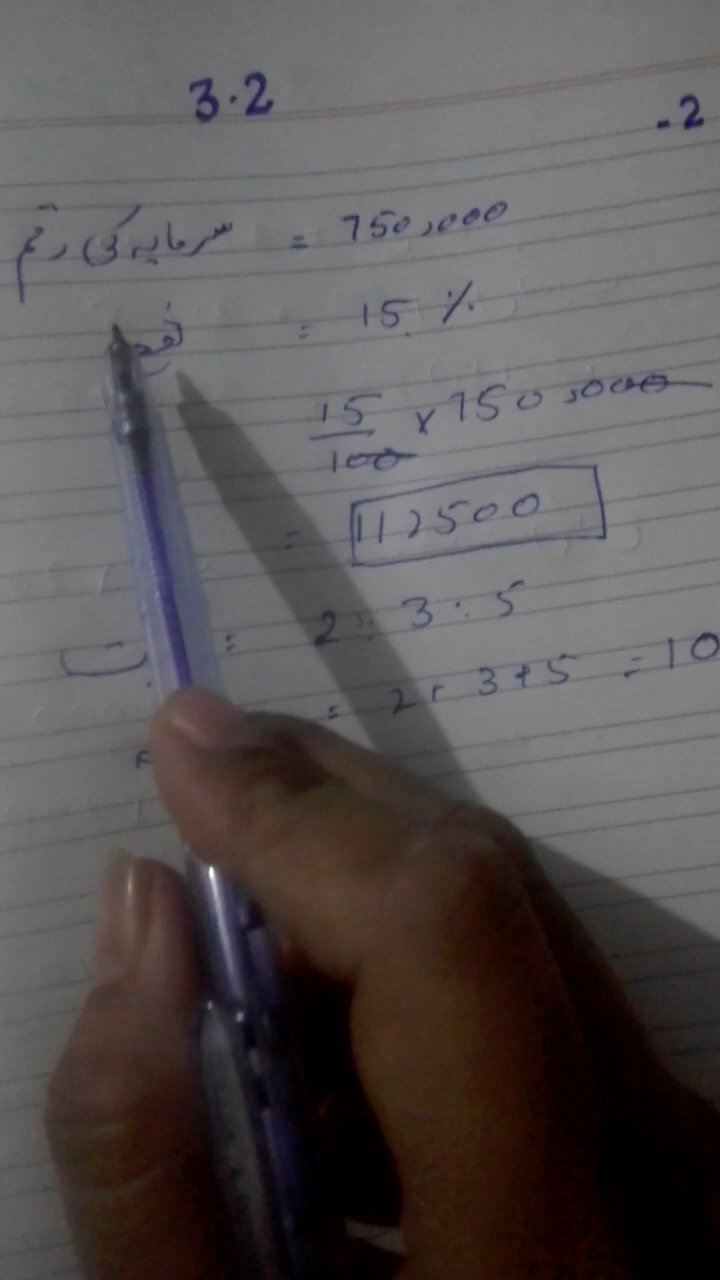 3.2
.2
سرمایہ کی رقم = 750,000
نفع = 15 %
15/100 x 750,000
= 112500
= 2 : 3 : 5
= 2 + 3 + 5 = 10